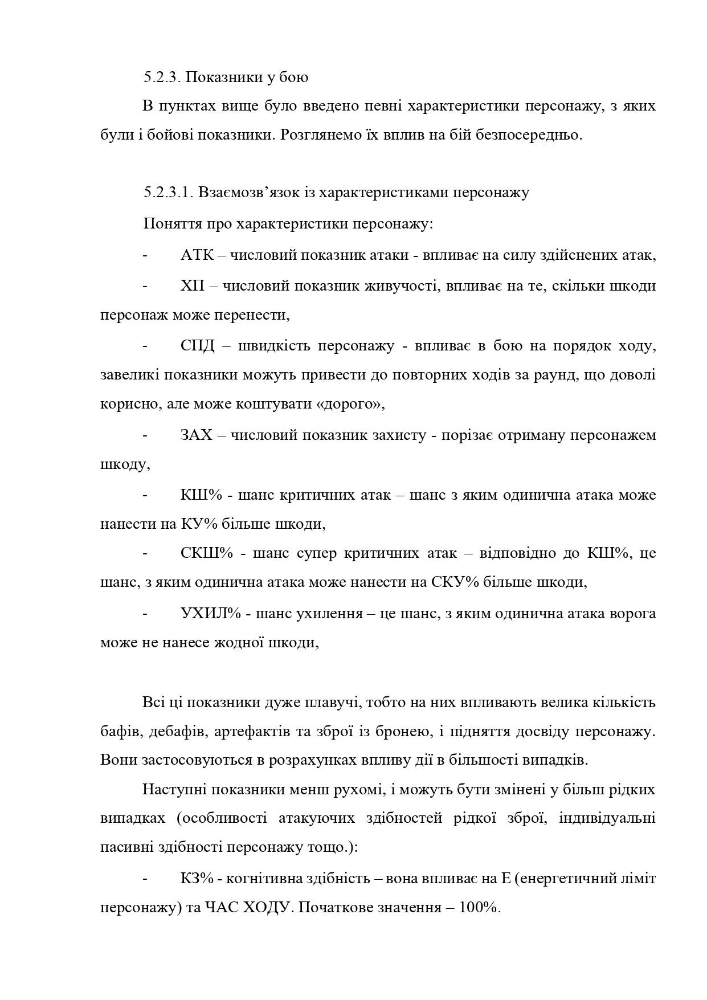 5.2.3. Показники у бою
В пунктах вище було введено певні характеристики персонажу, з яких
були і бойові показники. Розглянемо їх вплив на бій безпосередньо.
5.2.3.1. Взаємозв’язок із характеристиками персонажу
Поняття про характеристики персонажу:
- АТК – числовий показник атаки - впливає на силу здійснених атак,
- ХП – числовий показник живучості, впливає на те, скільки шкоди
персонаж може перенести,
- СПД – швидкість персонажу - впливає в бою на порядок ходу,
завеликі показники можуть привести до повторних ходів за раунд, що доволі
корисно, але може коштувати «дорого»,
- ЗАХ – числовий показник захисту - порізає отриману персонажем
шкоду,
- КШ% - шанс критичних атак – шанс з яким одинична атака може
нанести на КУ% більше шкоди,
- СКШ% - шанс супер критичних атак – відповідно до КШ%, це
шанс, з яким одинична атака може нанести на СКУ% більше шкоди,
- УХИЛ% - шанс ухилення – це шанс, з яким одинична атака ворога
може не нанесе жодної шкоди,
Всі ці показники дуже плавучі, тобто на них впливають велика кількість
бафів, дебафів, артефактів та зброї із бронею, і підняття досвіду персонажу.
Вони застосовуються в розрахунках впливу дії в більшості випадків.
Наступні показники менш рухомі, і можуть бути змінені у більш рідких
випадках (особливості атакуючих здібностей рідкої зброї, індивідуальні
пасивні здібності персонажу тощо.):
- КЗ% - когнітивна здібність – вона впливає на Е (енергетичний ліміт
персонажу) та ЧАС ХОДУ. Початкове значення – 100%.